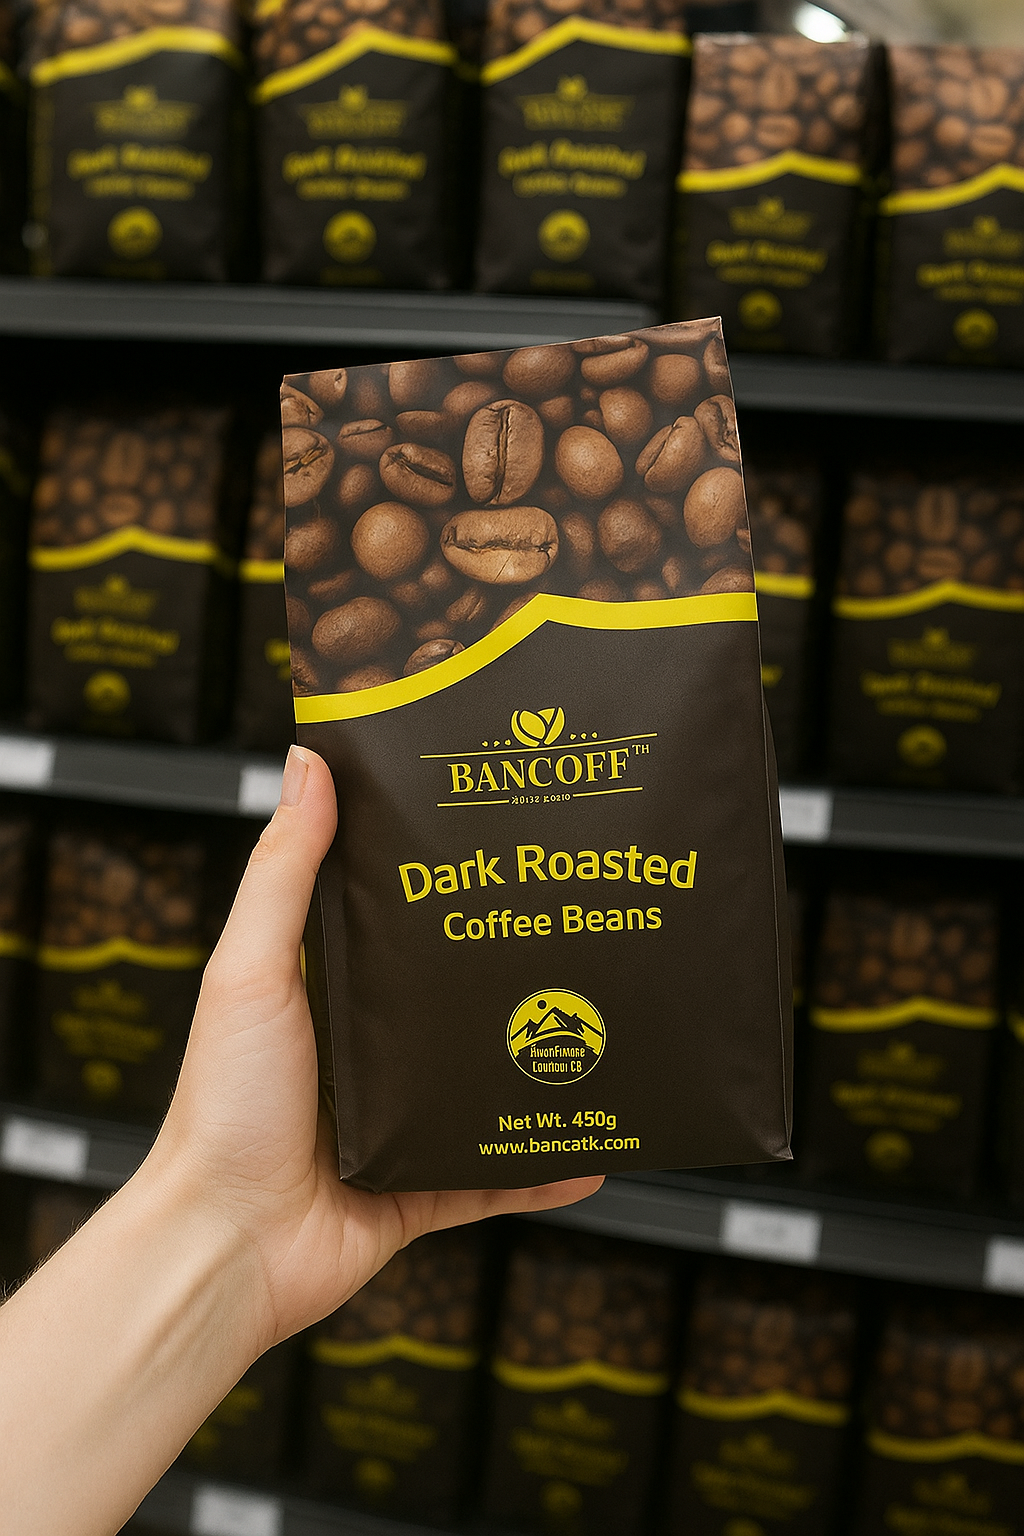 BANCOFF TH
Dark Roasted
Coffee Beans
Net Wt. 450g
www.bancatk.com